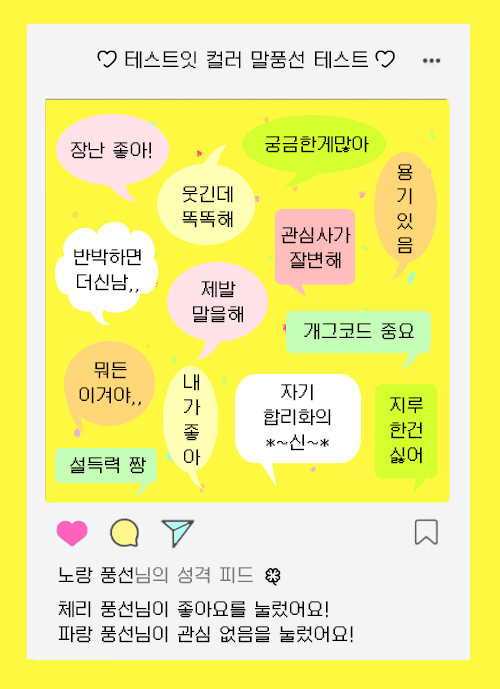 ♡ 테스트잇 컬러 말풍선 테스트 ♡
장난 좋아!
궁금한게많아
웃긴데
똑똑해
용
기
있
음
반박하면
더신남,,
관심사가
잘변해
제발
말을해
개그코드 중요
뭐든
이겨야,,
내
가
좋
아
자기
합리화의
*~신~*
지루
한건
싫어
설득력 짱
노랑 풍선님의 성격 피드
체리 풍선님이 좋아요를 눌렀어요!
파랑 풍선님이 관심 없음을 눌렀어요!